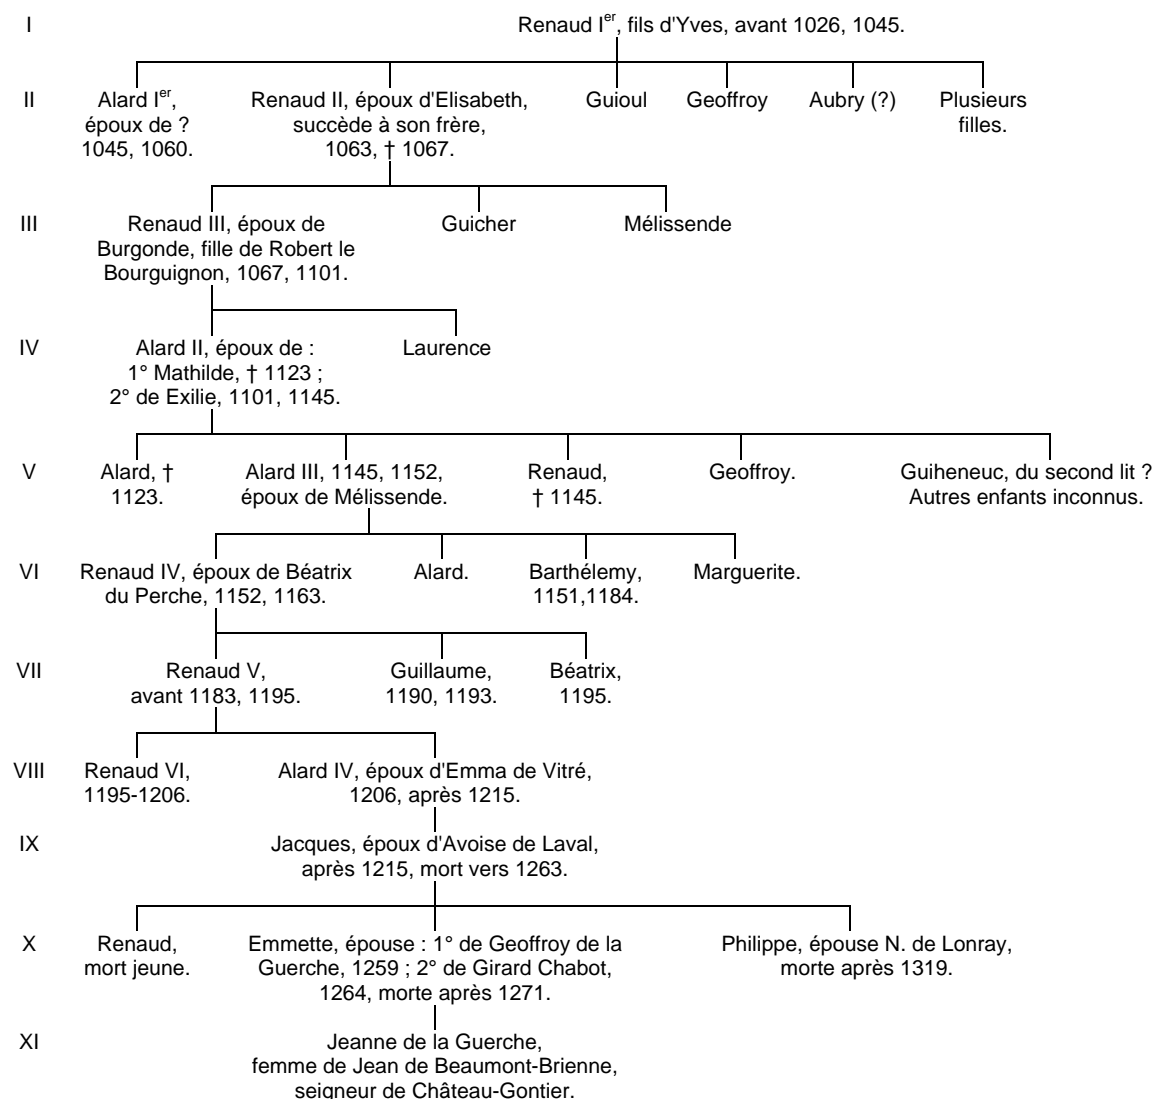 I
Renaud Ier, fils d'Yves, avant 1026, 1045.
II
Alard Ier,
époux de ?
1045, 1060.
Renaud II, époux d'Elisabeth,
succède à son frère,
1063, † 1067.
Guioul
Geoffroy
Aubry (?)
Plusieurs
filles.
III
Renaud III, époux de
Burgonde, fille de Robert le
Bourguignon, 1067, 1101.
Guicher
Mélissende
IV
Alard II, époux de :
1° Mathilde, † 1123 ;
2° de Exilie, 1101, 1145.
Laurence
V
Alard, †
1123.
Alard III, 1145, 1152,
époux de Mélissende.
Renaud,
† 1145.
Geoffroy.
Guiheneuc, du second lit ?
Autres enfants inconnus.
VI
Renaud IV, époux de Béatrix
du Perche, 1152, 1163.
Alard.
Barthélemy,
1151,1184.
Marguerite.
VII
Renaud V,
avant 1183, 1195.
Guillaume,
1190, 1193.
Béatrix,
1195.
VIII
Renaud VI,
1195-1206.
Alard IV, époux d'Emma de Vitré,
1206, après 1215.
IX
Jacques, époux d'Avoise de Laval,
après 1215, mort vers 1263.
X
Renaud,
mort jeune.
Emmette, épouse : 1° de Geoffroy de la
Guerche, 1259 ; 2° de Girard Chabot,
1264, morte après 1271.
Philippe, épouse N. de Lonray,
morte après 1319.
XI
Jeanne de la Guerche,
femme de Jean de Beaumont-Brienne,
seigneur de Château-Gontier.